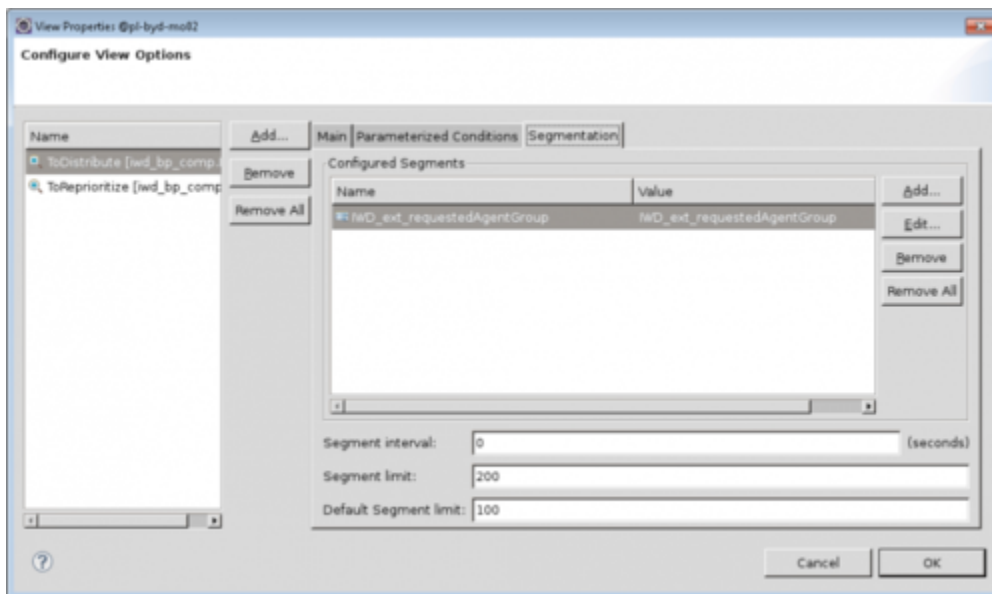 View Properties @pl-byd-mo82
Configure View Options
Name
ToDistribute [iwd_bp_comp.
ToReprioritize [iwd_bp_comp
Add...
Remove
Remove All
Main Parameterized Conditions Segmentation
Configured Segments
Name Value
IWD_ext_requestedAgentGroup IWD_ext_requestedAgentGroup
Add...
Edit...
Remove
Remove All
Segment interval: 0 (seconds)
Segment limit: 200
Default Segment limit: 100
?
Cancel OK